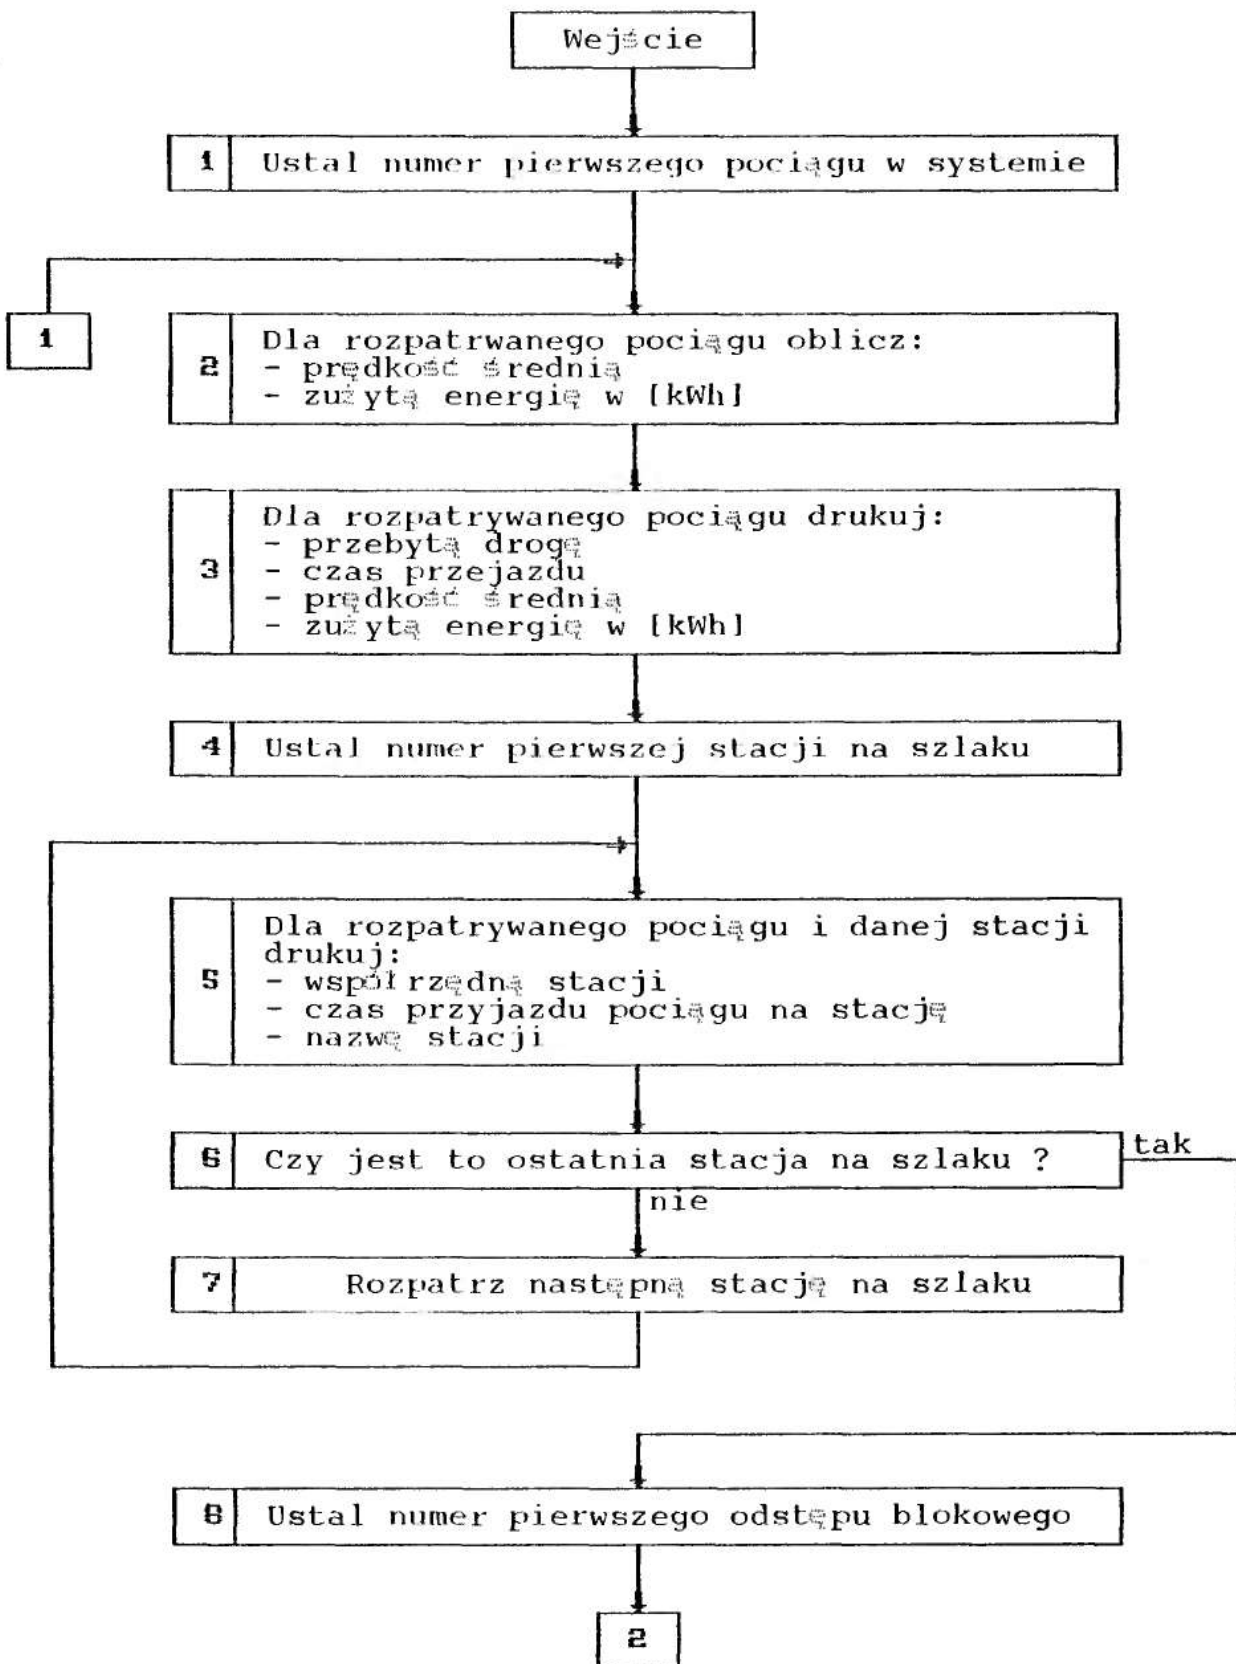 Wejście
1 Ustal numer pierwszego pociągu w systemie
1
2 Dla rozpatrwanego pociągu oblicz:
- prędkość średnią
- zużytą energię w [kWh]
3 Dla rozpatrywanego pociągu drukuj:
- przebytą drogę
- czas przejazdu
- prędkość średnią
- zużytą energię w [kWh]
4 Ustal numer pierwszej stacji na szlaku
5 Dla rozpatrywanego pociągu i danej stacji
drukuj:
- współrzędną stacji
- czas przyjazdu pociągu na stację
- nazwę stacji
6 Czy jest to ostatnia stacja na szlaku ?
tak
nie
7 Rozpatrz następną stację na szlaku
8 Ustal numer pierwszego odstępu blokowego
2